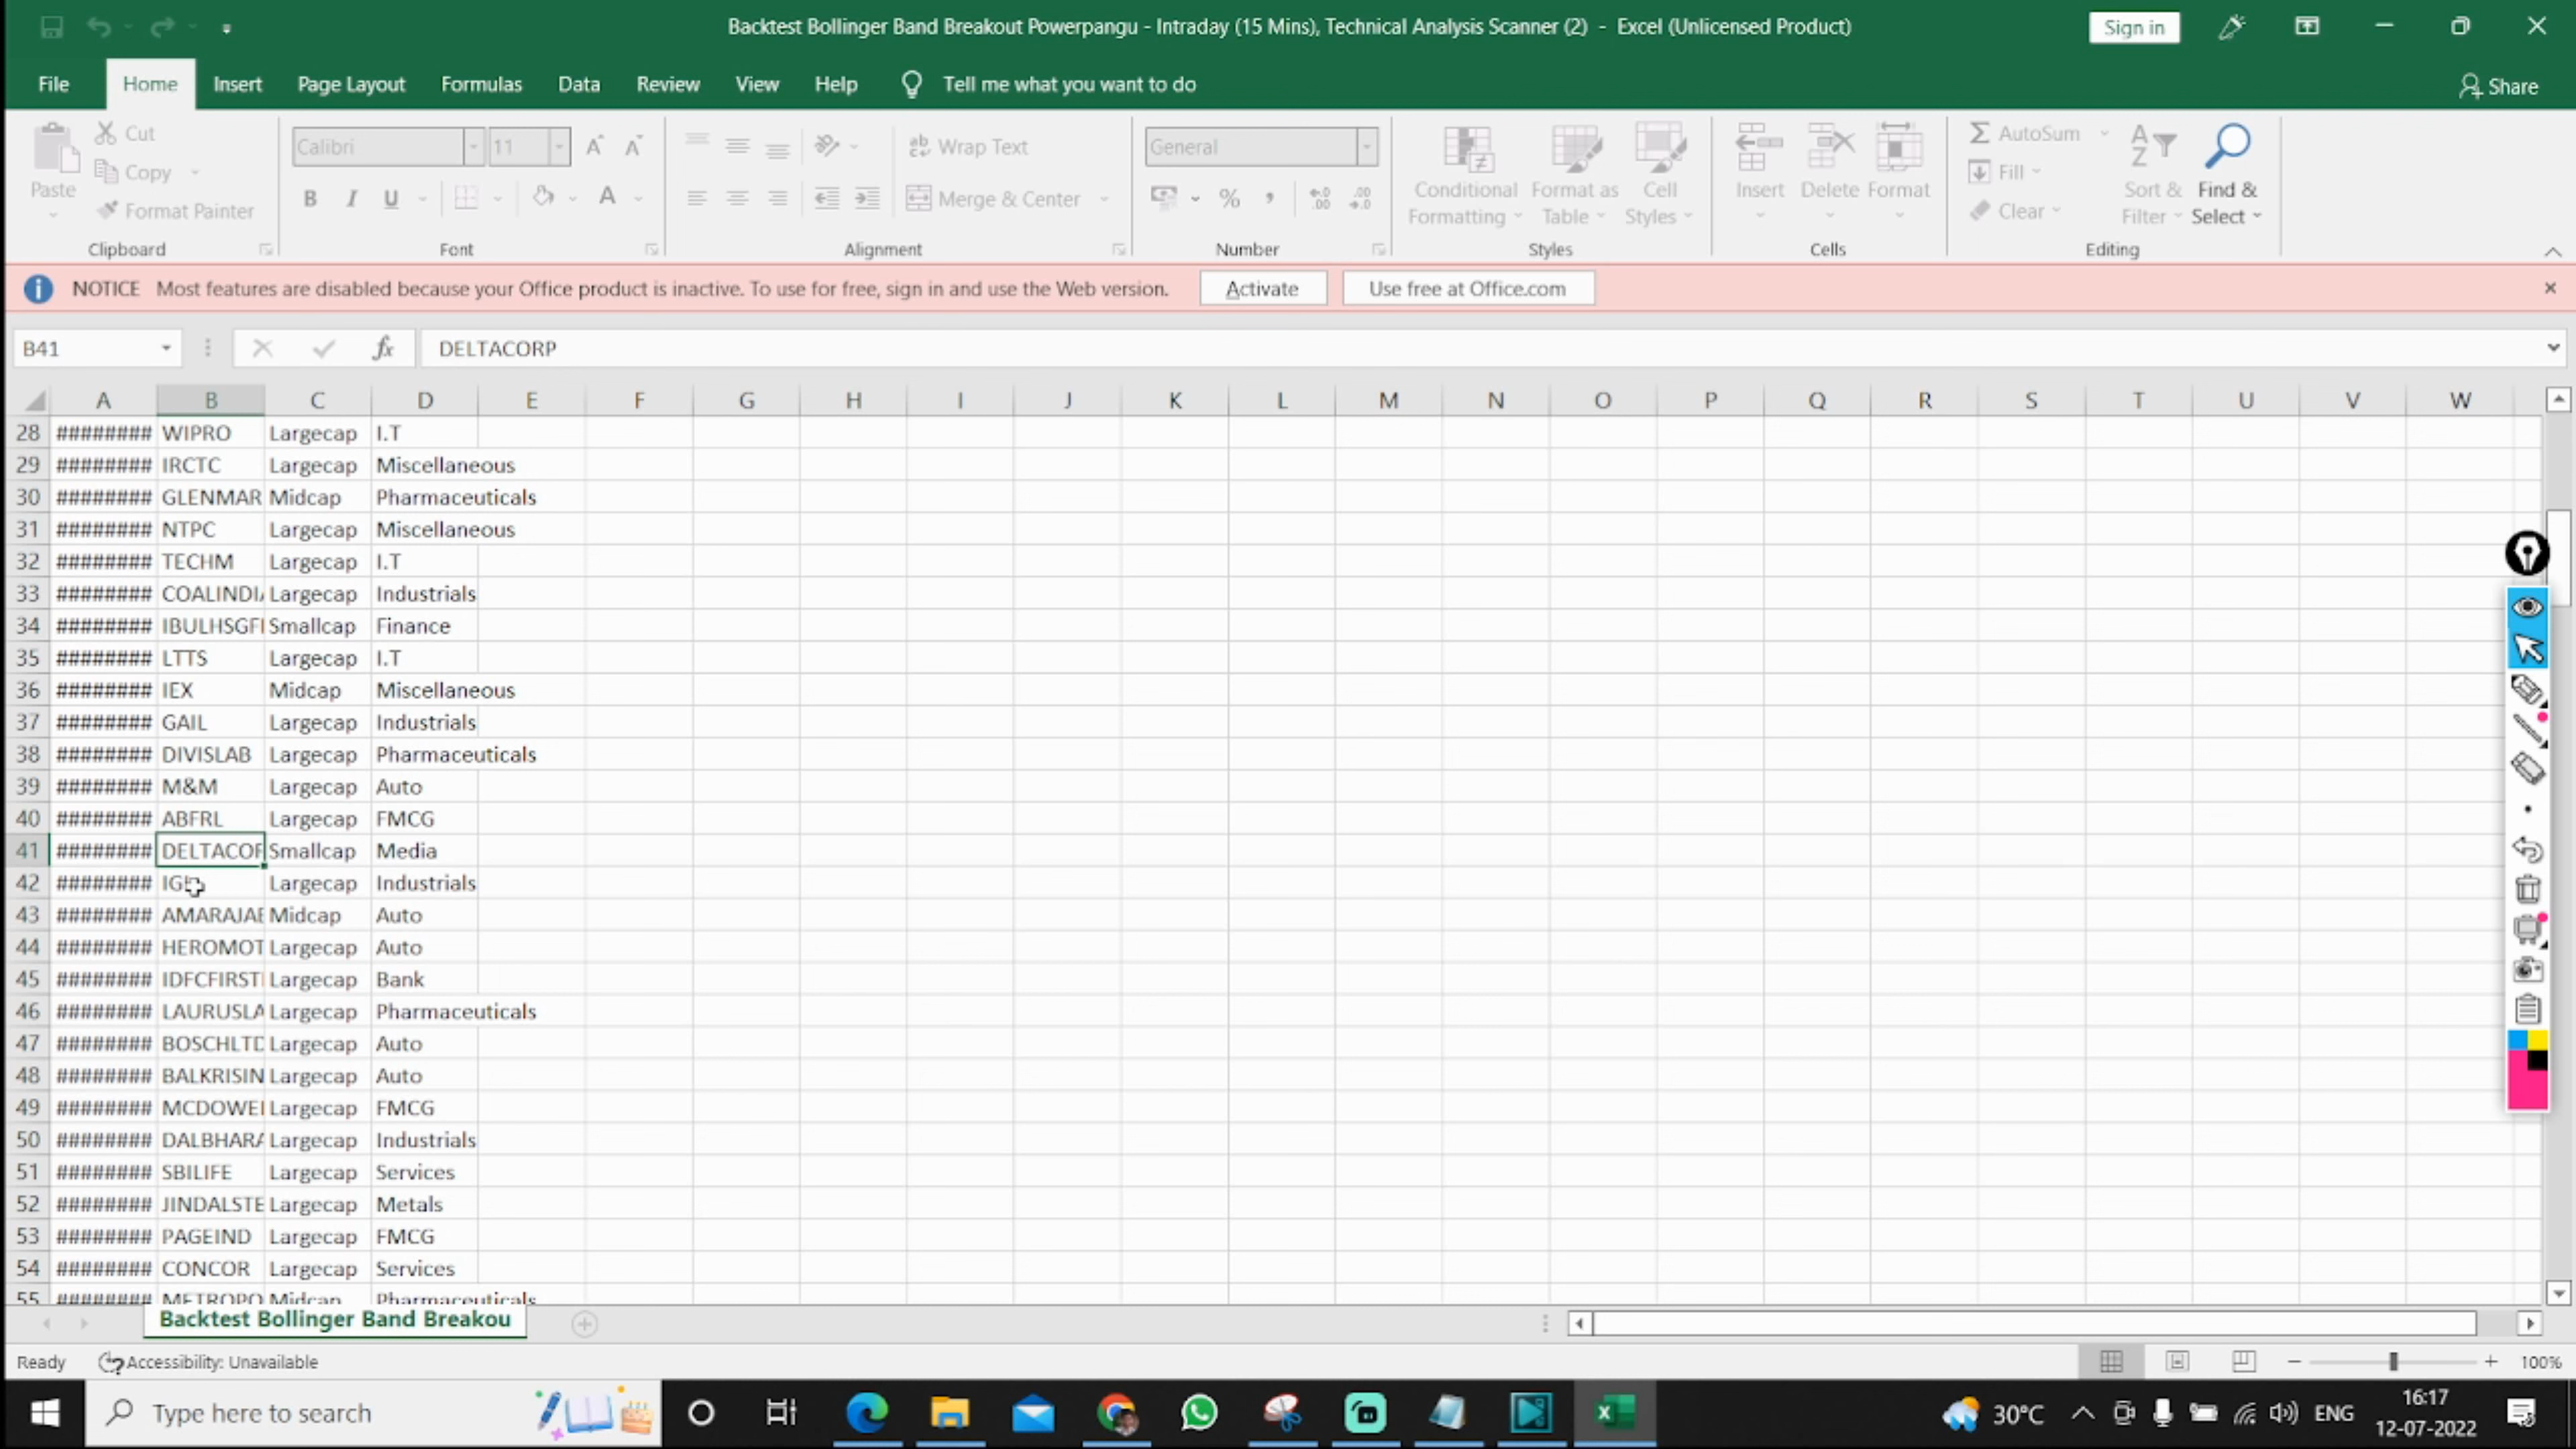 Backtest Bollinger Band Breakout Powerpangu - Intraday (15 Mins), Technical Analysis Scanner (2) - Excel (Unlicensed Product)
Sign in
File Home Insert Page Layout Formulas Data Review View Help Tell me what you want to do Share
Paste
Cut
Copy
Format Painter
Clipboard
Calibri 11
B I U
Font
Wrap Text
Merge & Center
Alignment
General
Number
Conditional Formatting
Format as Table
Cell Styles
Styles
Insert Delete Format
Cells
AutoSum
Fill
Clear
Sort & Filter
Find & Select
Editing
NOTICE Most features are disabled because your Office product is inactive. To use for free, sign in and use the Web version. Activate Use free at Office.com
B41 fx DELTACORP
A B C D E F G H I J K L M N O P Q R S T U V W
28 ######## WIPRO Largecap I.T
29 ######## IRCTC Largecap Miscellaneous
30 ######## GLENMAR Midcap Pharmaceuticals
31 ######## NTPC Largecap Miscellaneous
32 ######## TECHM Largecap I.T
33 ######## COALINDI Largecap Industrials
34 ######## IBULHSGF Smallcap Finance
35 ######## LTTS Largecap I.T
36 ######## IEX Midcap Miscellaneous
37 ######## GAIL Largecap Industrials
38 ######## DIVISLAB Largecap Pharmaceuticals
39 ######## M&M Largecap Auto
40 ######## ABFRL Largecap FMCG
41 ######## DELTACOR Smallcap Media
42 ######## Largecap Industrials
43 ######## AMARAJAB Midcap Auto
44 ######## HEROMOT Largecap Auto
45 ######## IDFCFIRST Largecap Bank
46 ######## LAURUSLA Largecap Pharmaceuticals
47 ######## BOSCHLTD Largecap Auto
48 ######## BALKRISIN Largecap Auto
49 ######## MCDOWE Largecap FMCG
50 ######## DALBHARA Largecap Industrials
51 ######## SBILIFE Largecap Services
52 ######## JINDALSTE Largecap Metals
53 ######## PAGEIND Largecap FMCG
54 ######## CONCOR Largecap Services
55 ######## METROPO Midcap Pharmaceuticals
Backtest Bollinger Band Breakou
Ready Accessibility: Unavailable 100%
Type here to search 30°C ENG 16:17
12-07-2022